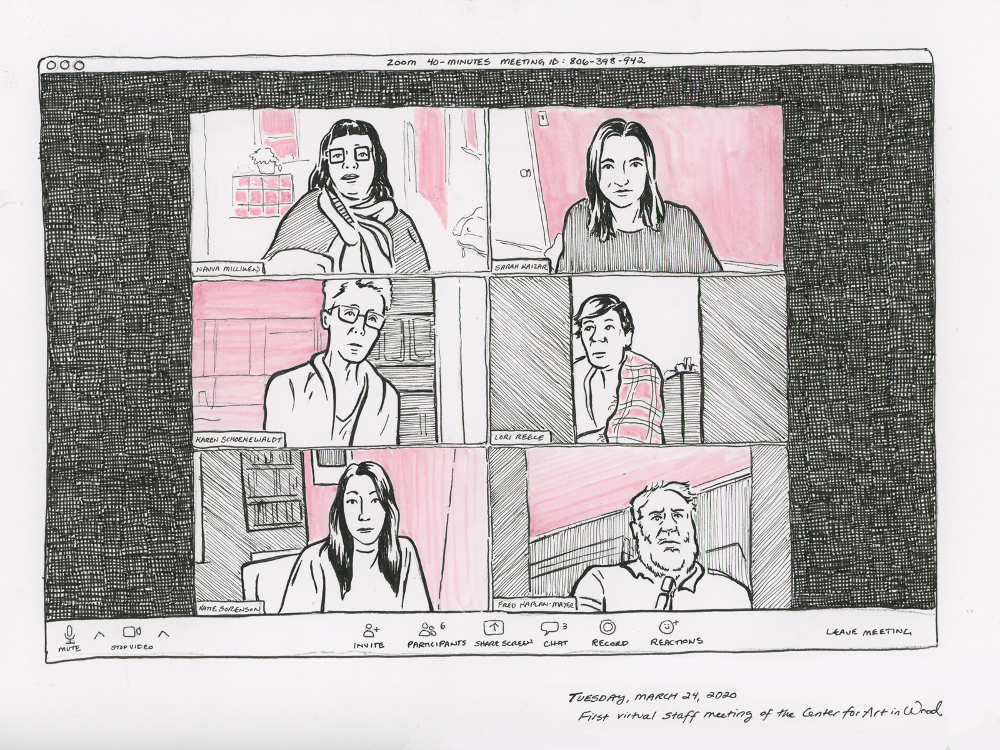 ZOOM 40-MINUTES MEETING ID: 806-398-942
NAVVA MILLIKEN
SARAH KAIZAR
KAREN SCHOENEWALDT
LORI REECE
KATIE SORENSON
FRED KAPLAN-MAYER
MUTE
STOP VIDEO
INVITE
6
PARTICIPANTS
SHARE SCREEN
3
CHAT
RECORD
REACTIONS
LEAVE MEETING
TUESDAY, MARCH 24, 2020
First virtual staff meeting of the Center for Art in Wood